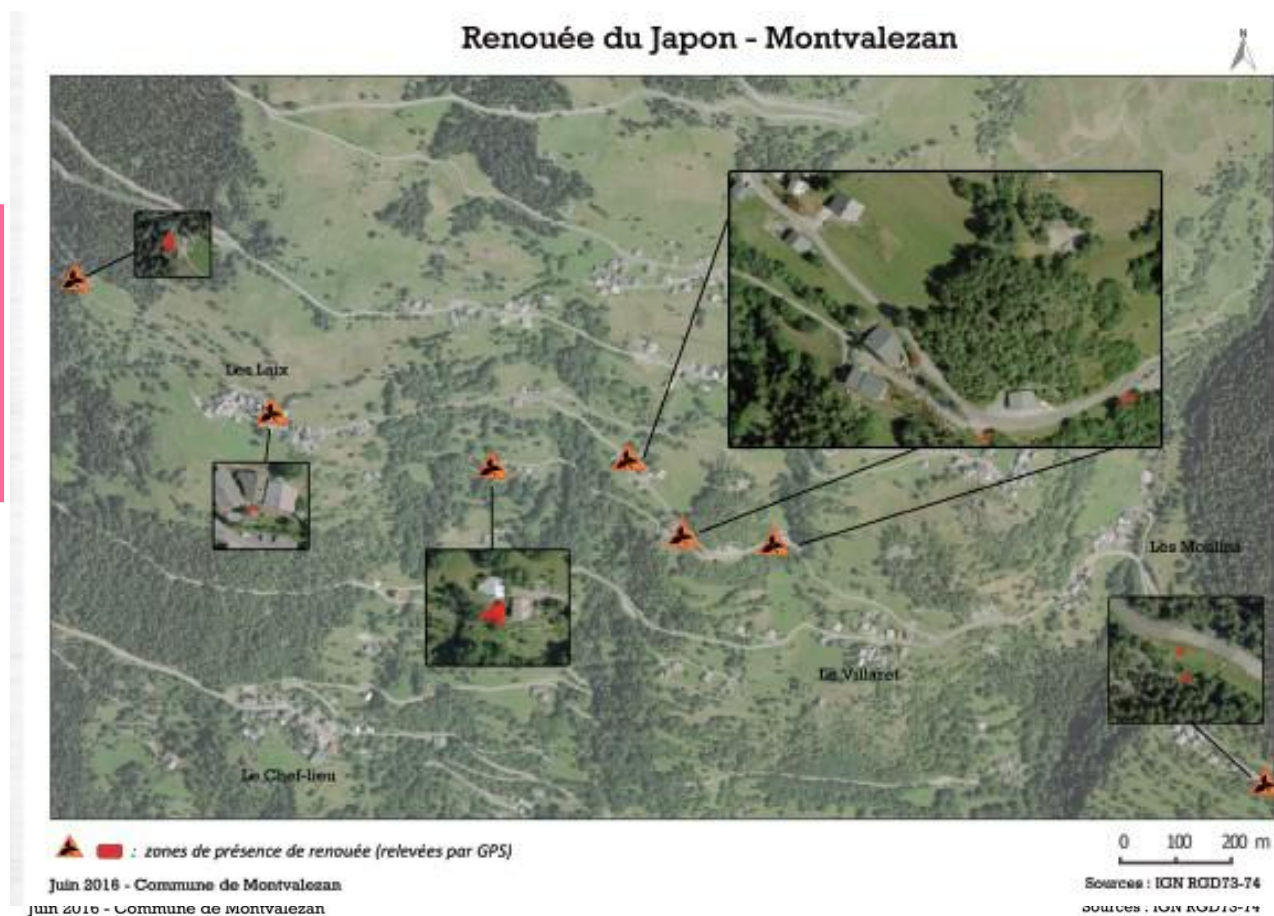 Renouée du Japon - Montvalezan
N
Les Laix
Les Moulins
Le Villaret
Le Chef-lieu
: zones de présence de renouée (relevées par GPS)
0 100 200 m
Juin 2016 - Commune de Montvalezan
Sources : IGN RGD73-74
Juin 2016 - Commune de Montvalezan
Sources : IGN RGD73-74